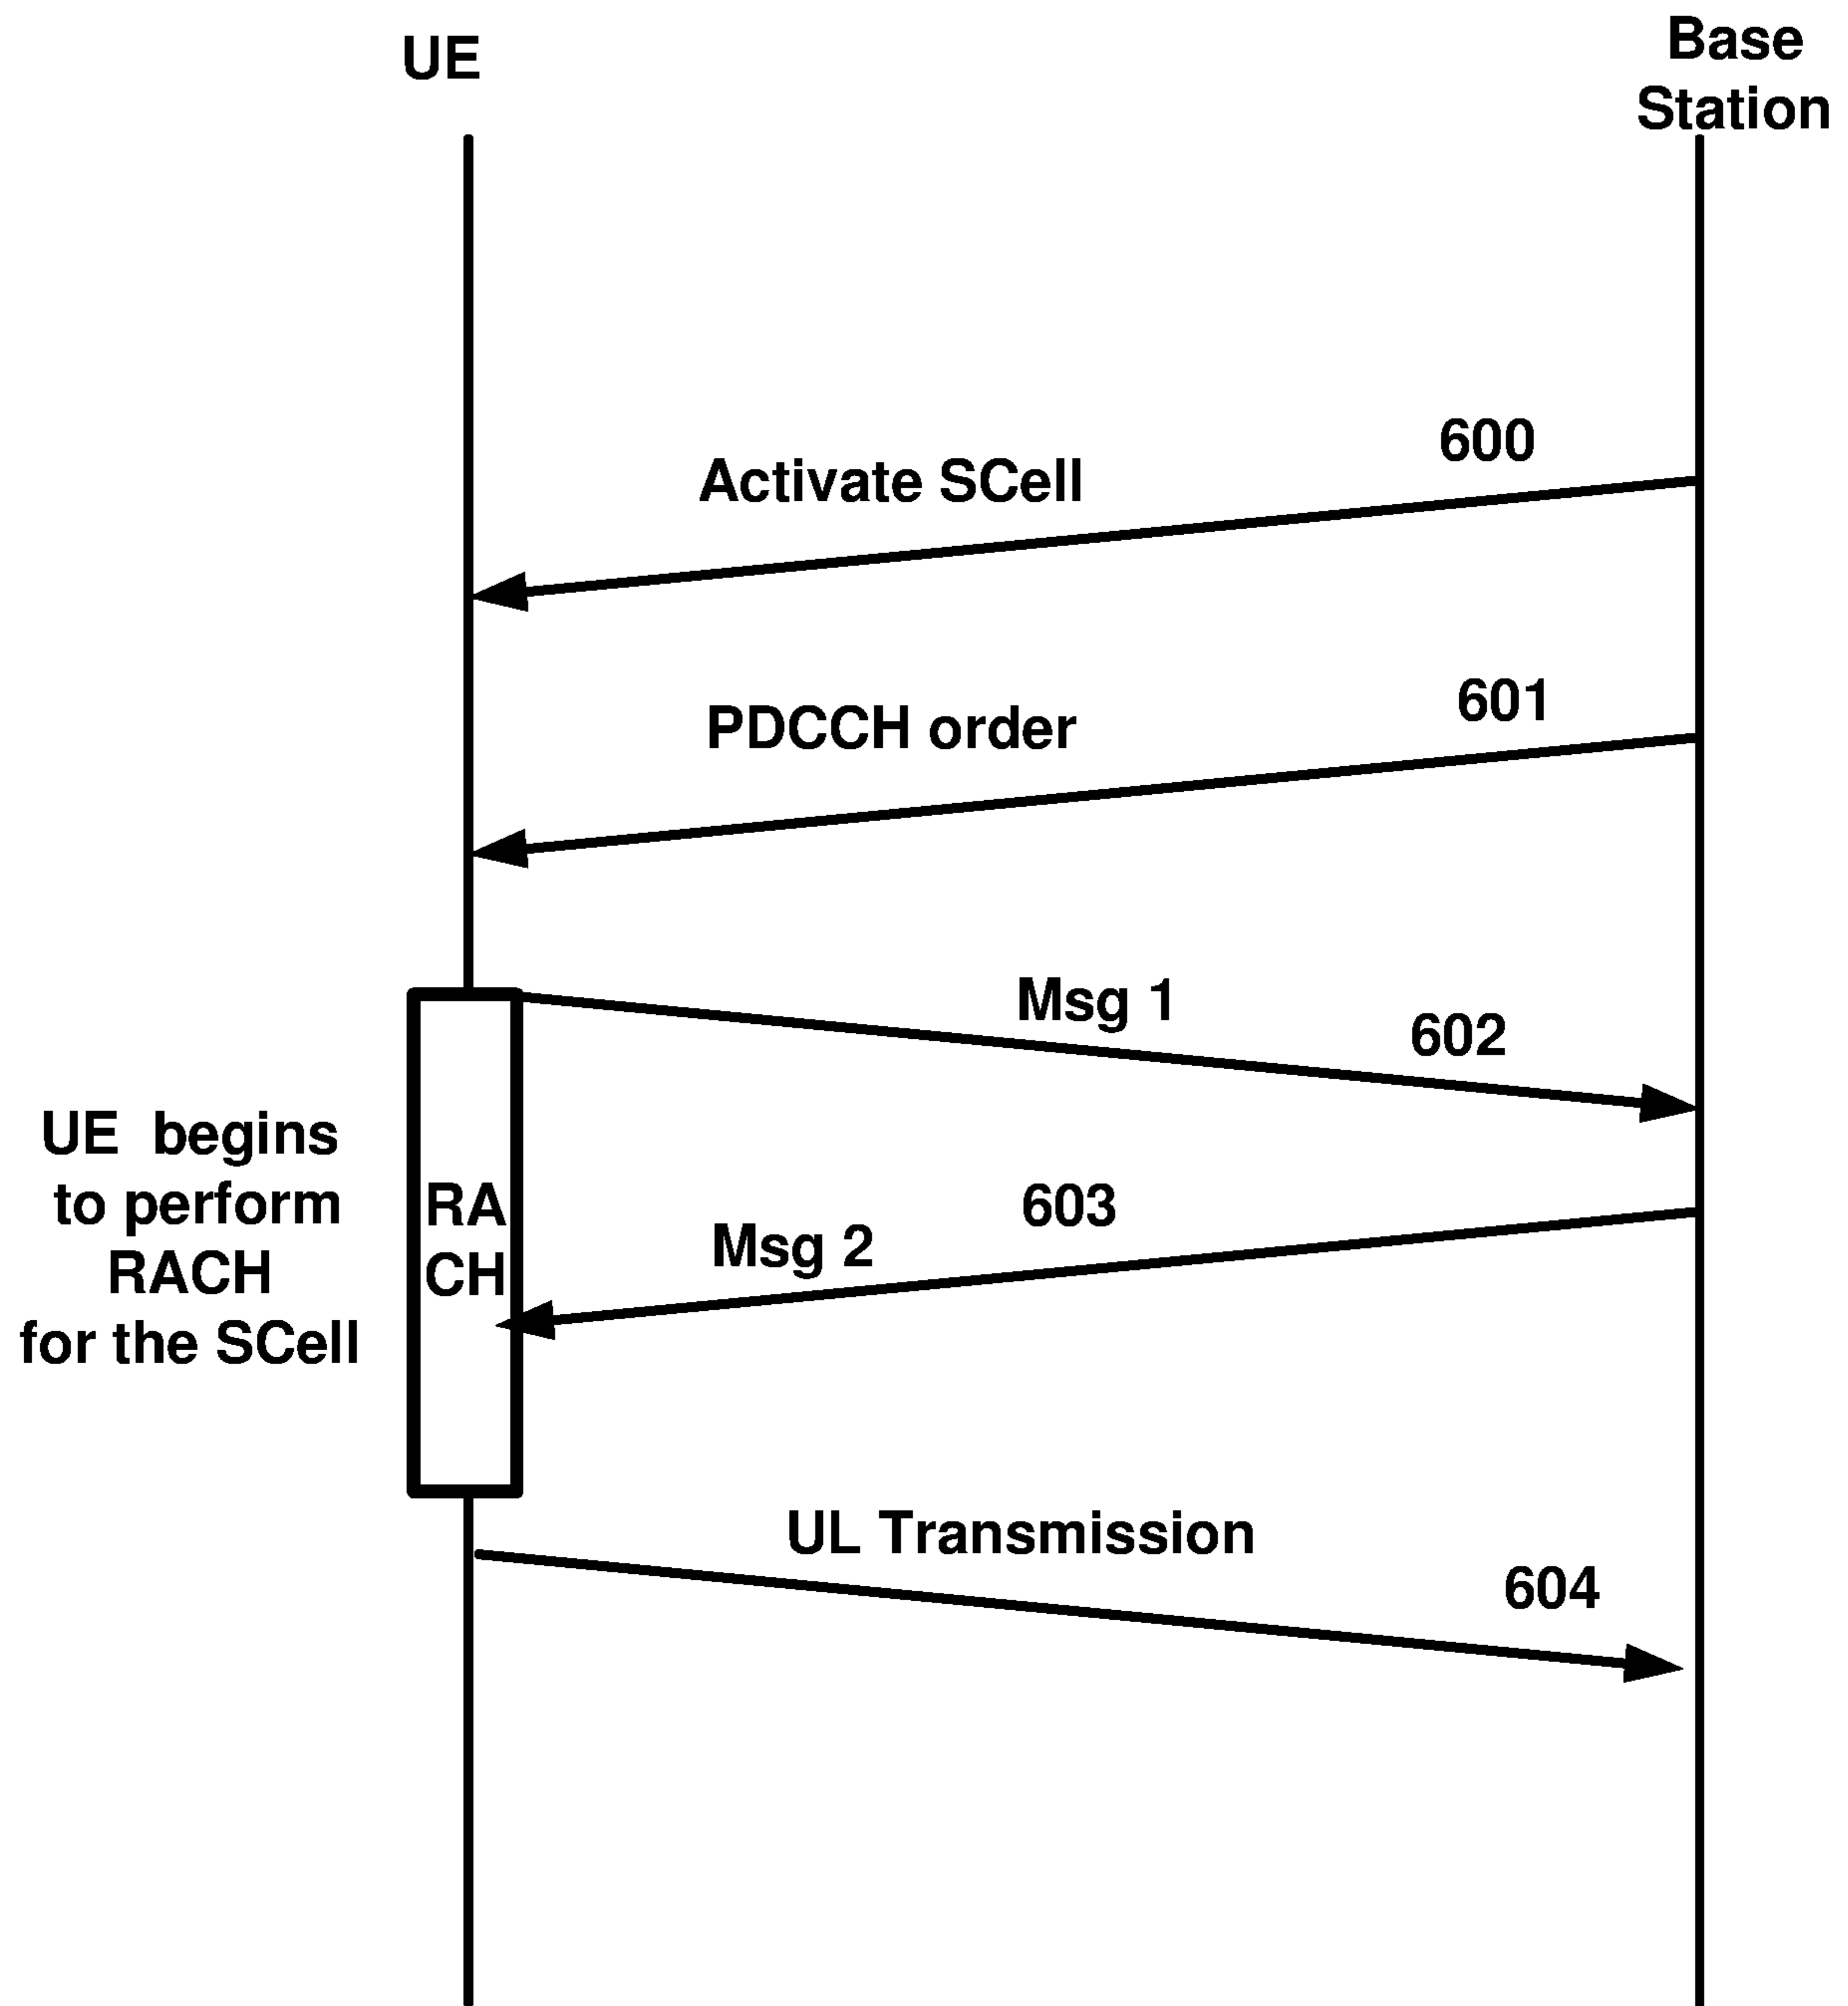 UE
Base
Station
600
Activate SCell
601
PDCCH order
Msg 1
602
UE begins
to perform
RACH
for the SCell
RA
CH
603
Msg 2
UL Transmission
604